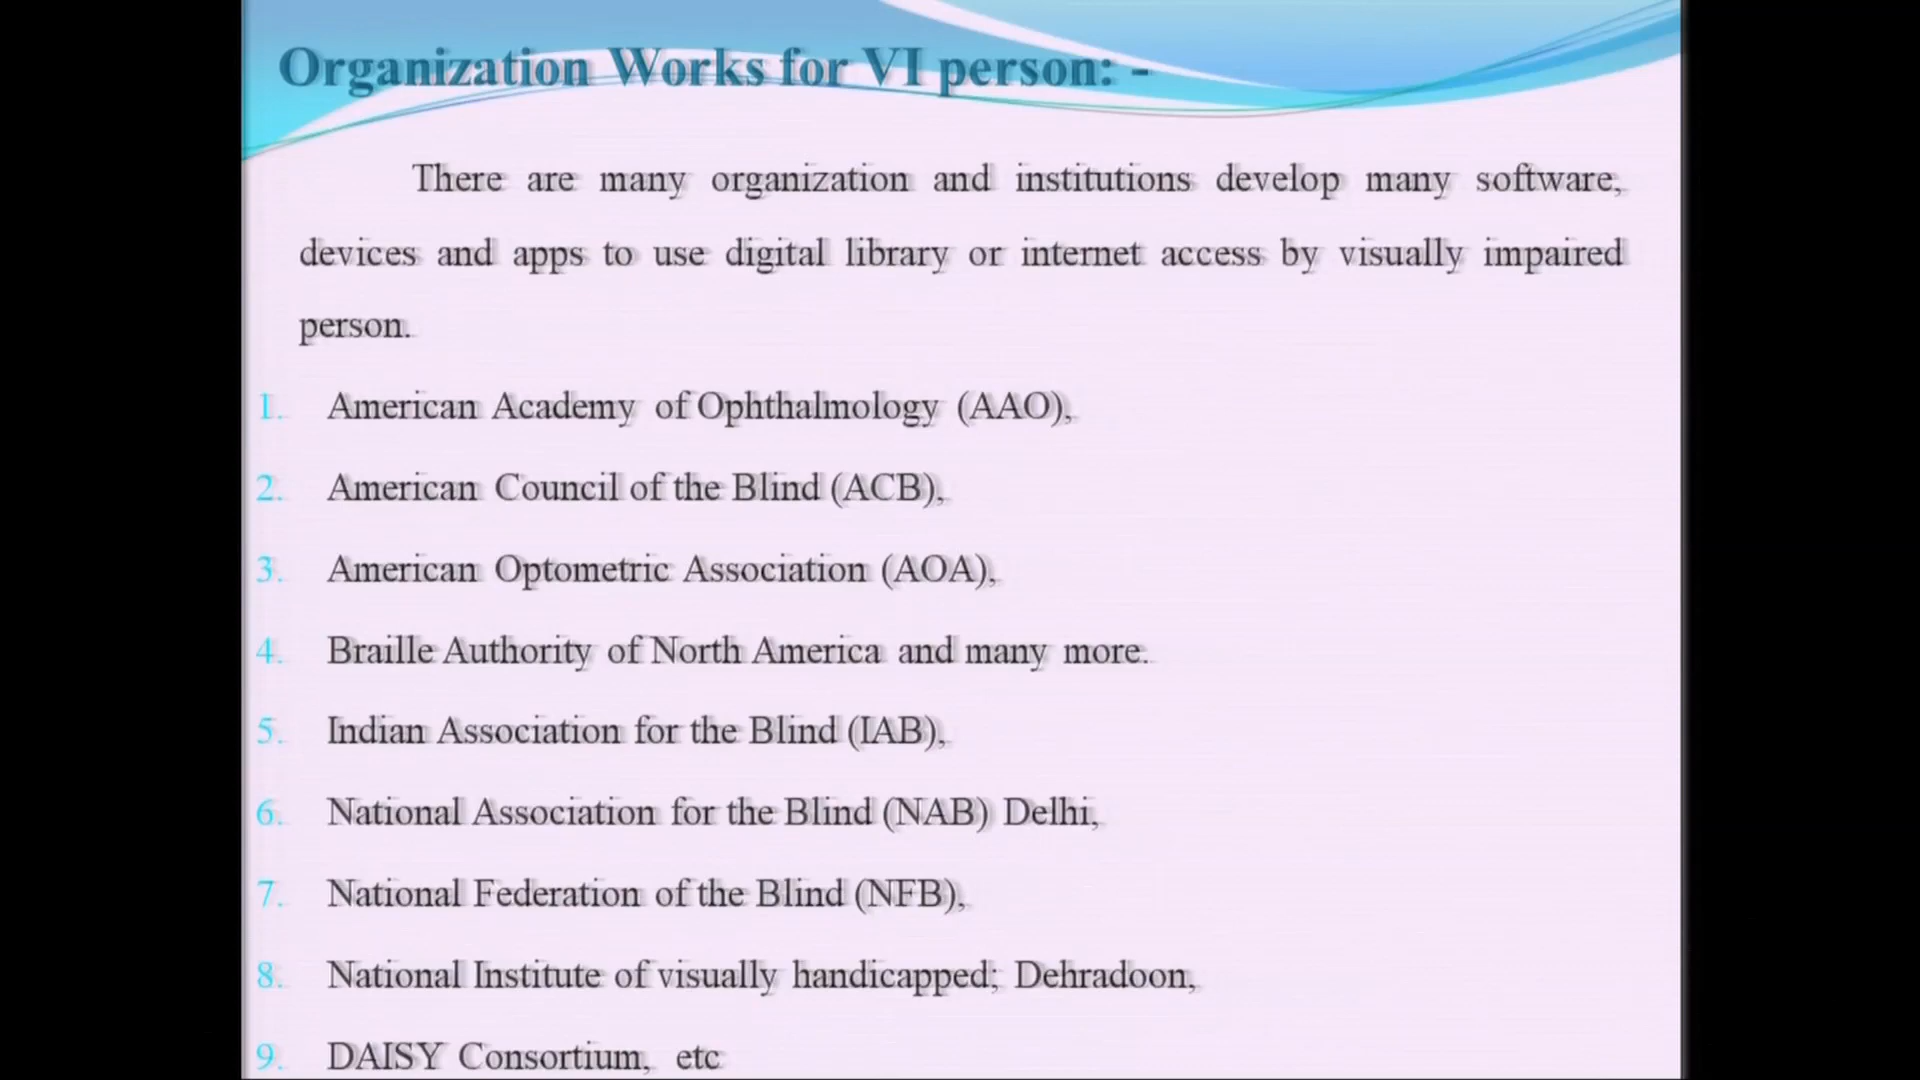 Organization Works for VI person: -
There are many organization and institutions develop many software,
devices and apps to use digital library or internet access by visually impaired
person.
1. American Academy of Ophthalmology (AAO),
2. American Council of the Blind (ACB),
3. American Optometric Association (AOA),
4. Braille Authority of North America and many more.
5. Indian Association for the Blind (IAB),
6. National Association for the Blind (NAB) Delhi,
7. National Federation of the Blind (NFB),
8. National Institute of visually handicapped; Dehradoon,
9. DAISY Consortium, etc